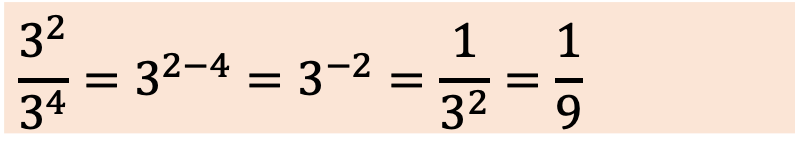 3²/3⁴ = 3²⁻⁴ = 3⁻² = 1/3² = 1/9